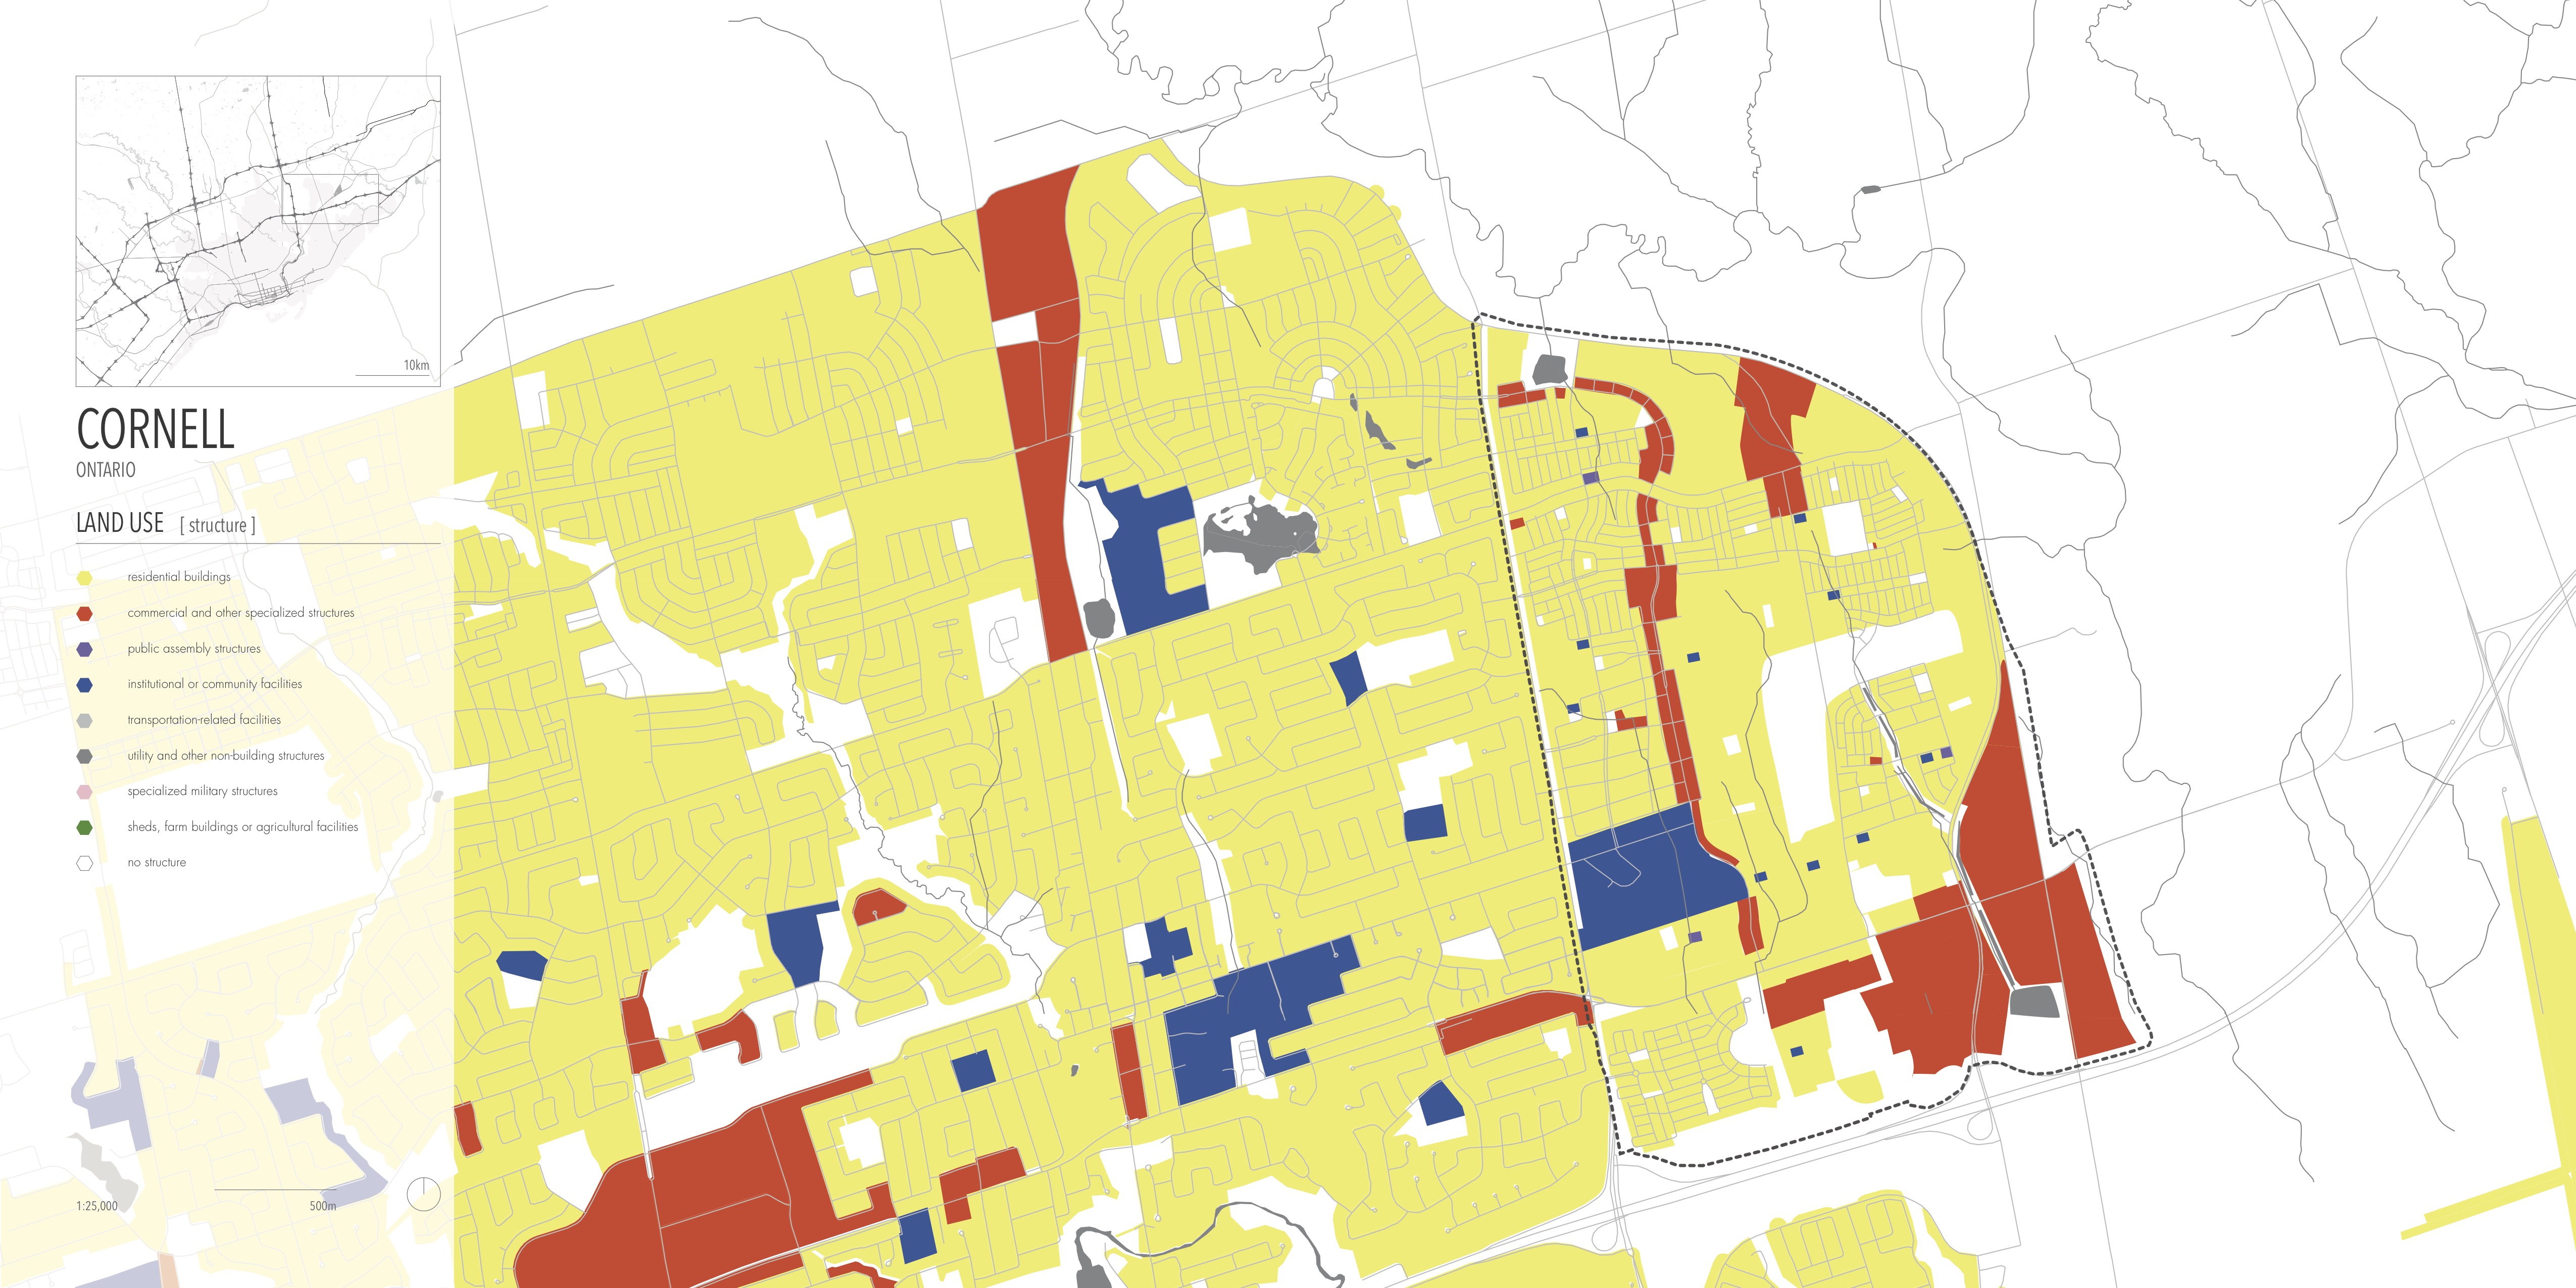 10km
CORNELL
ONTARIO
LAND USE [ structure ]
residential buildings
commercial and other specialized structures
public assembly structures
institutional or community facilities
transportation-related facilities
utility and other non-building structures
specialized military structures
sheds, farm buildings or agricultural facilities
no structure
1:25,000 500m